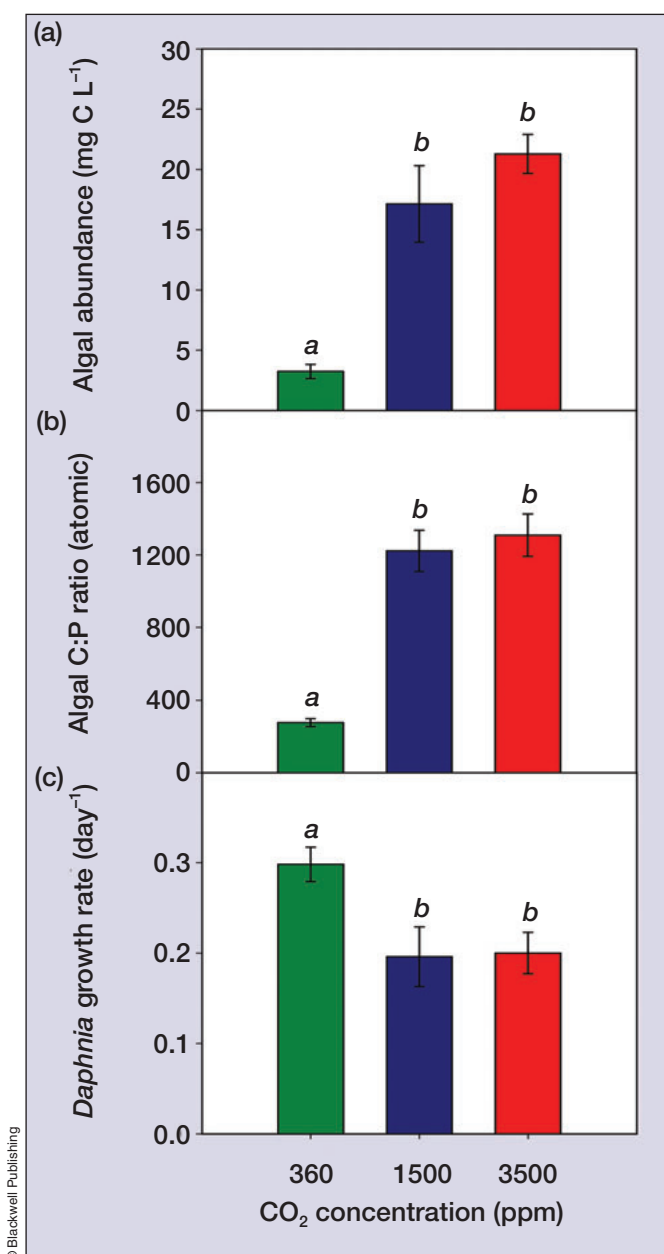 (a)
Algal abundance (mg C L⁻¹)
30
25
20
15
10
5
0
a
b
b
(b)
Algal C:P ratio (atomic)
1600
1200
800
400
0
a
b
b
(c)
Daphnia growth rate (day⁻¹)
0.3
0.2
0.1
0.0
a
b
b
360 1500 3500
CO₂ concentration (ppm)
© Blackwell Publishing